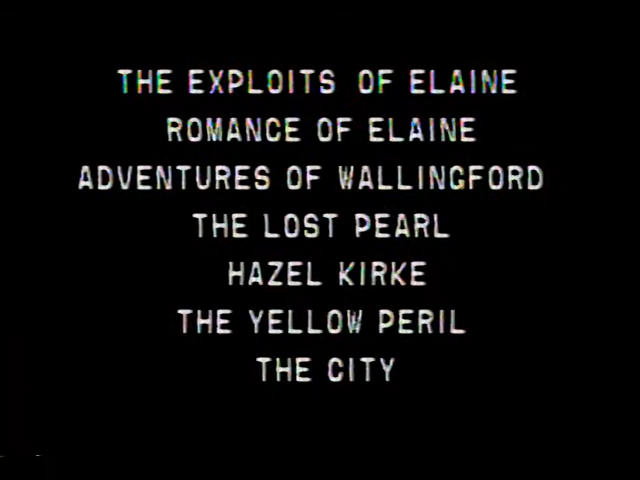 THE EXPLOITS OF ELAINE
ROMANCE OF ELAINE
ADVENTURES OF WALLINGFORD
THE LOST PEARL
HAZEL KIRKE
THE YELLOW PERIL
THE CITY